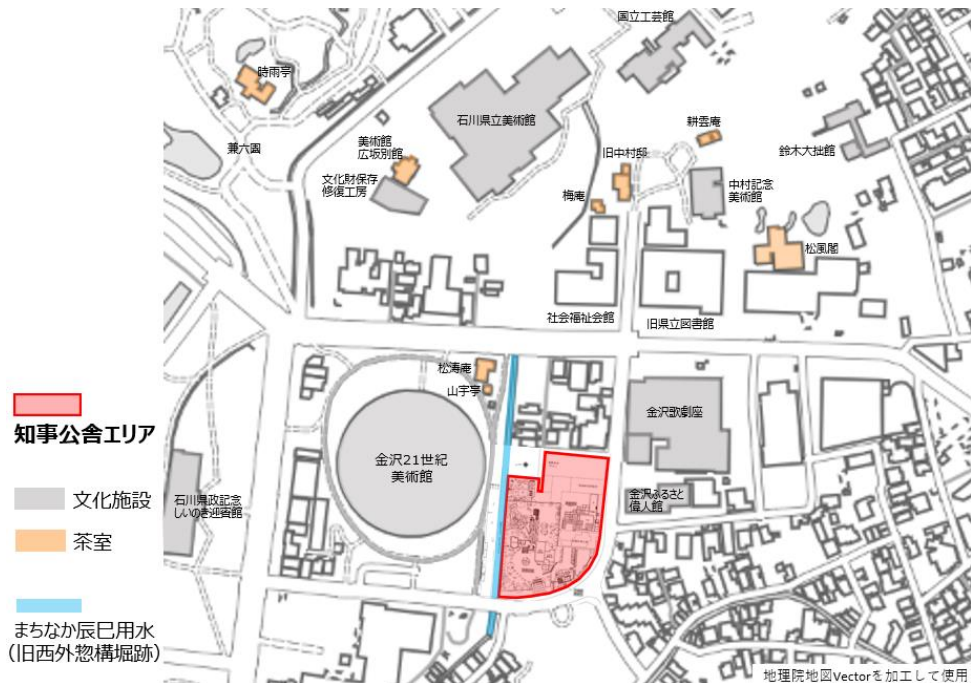 国立工芸館
時雨亭
石川県立美術館
耕雲庵
美術館
広坂別館
兼六園
旧中村邸
鈴木大拙館
文化財保存
修復工房
中村記念
美術館
梅庵
松風閣
社会福祉会館
旧県立図書館
松涛庵
山宇亭
金沢歌劇座
知事公舎エリア
金沢21世紀
美術館
文化施設
石川県政記念
しいのき迎賓館
金沢ふるさと
偉人館
茶室
まちなか辰巳用水
(旧西外惣構堀跡)
地理院地図Vectorを加工して使用